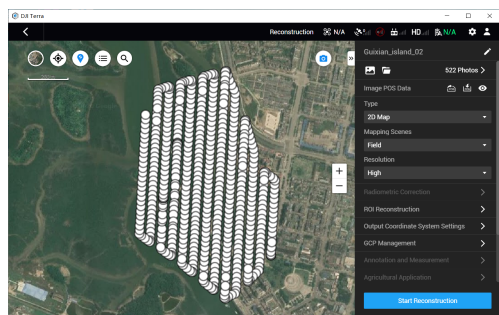 DJI Terra
Reconstruction
N/A
HD
N/A
Guixian_island_02
522 Photos
Image POS Data
Type
2D Map
Mapping Scenes
Field
Resolution
High
Radiometric Correction
ROI Reconstruction
Output Coordinate System Settings
GCP Management
Annotation and Measurement
Agricultural Application
Start Reconstruction